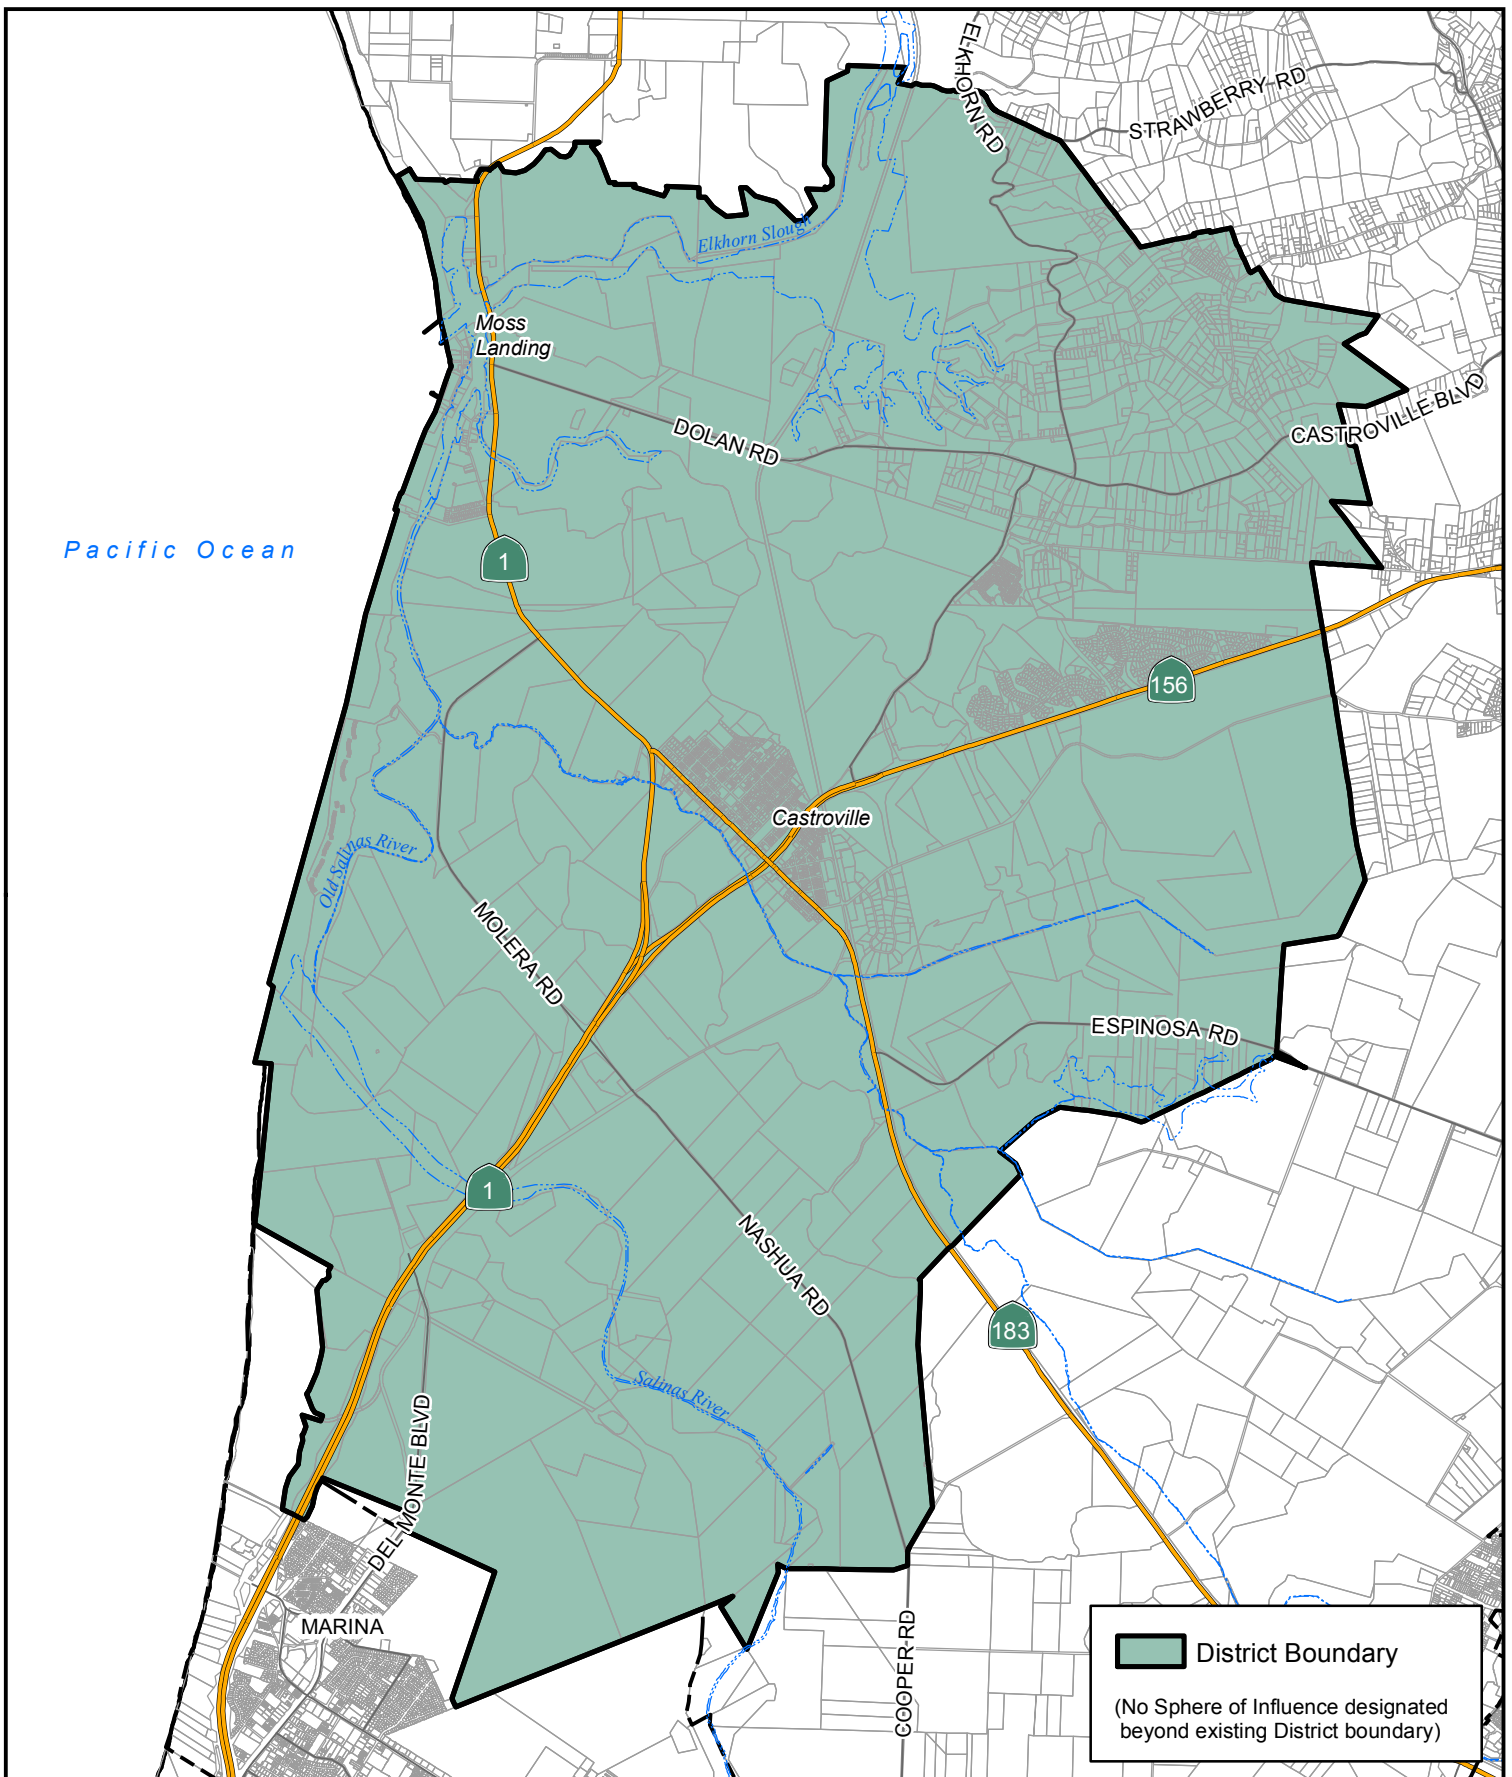 ELKHORN RD
STRAWBERRY RD
Elkhorn Slough
Moss
Landing
CASTROVILLE BLVD
DOLAN RD
Pacific Ocean
1
156
Castroville
Old Salinas River
MOLERA RD
ESPINOSA RD
1
NASHUA RD
183
Salinas River
DEL MONTE BLVD
MARINA
COOPER RD
District Boundary
(No Sphere of Influence designated
beyond existing District boundary)